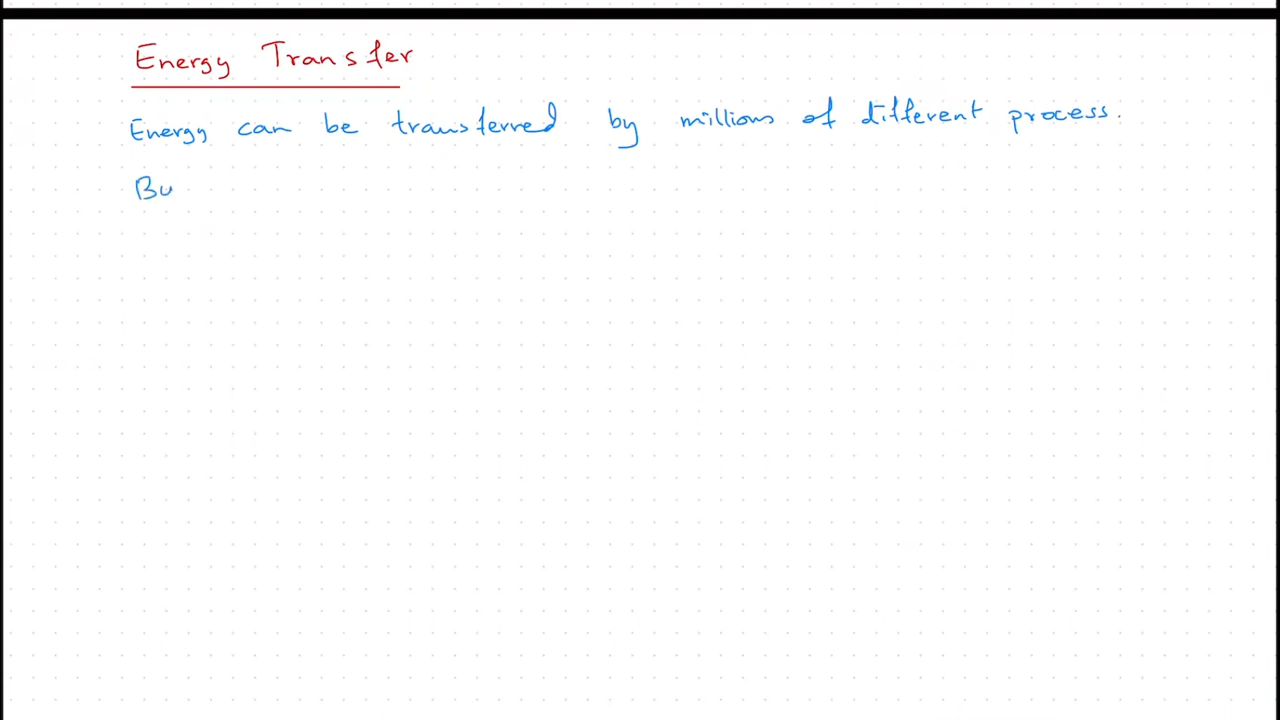 Energy Transfer
Energy can be transferred by millions of different process.
Bu